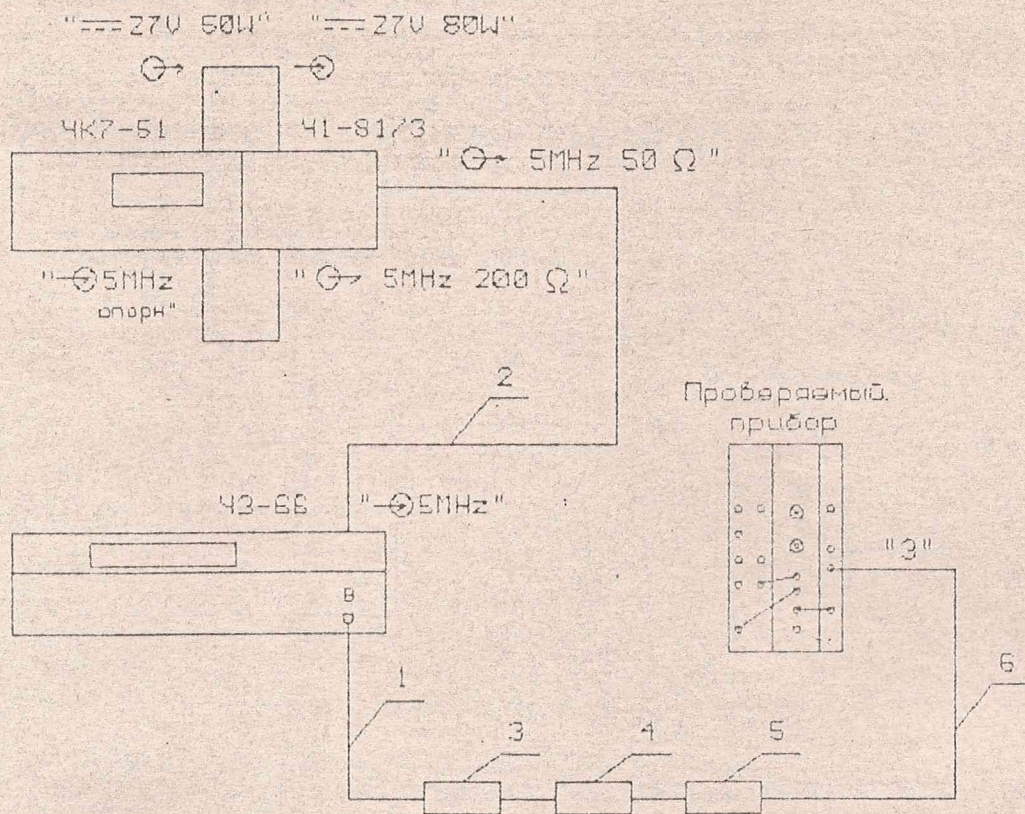 "⎓27V 60W" "⎓27V 80W"
ЧК7-51 Ч1-81/3
" 5MHz 50 Ω "
" 5MHz " 5MHz 200 Ω"
опорн"
2
Проверяемый
прибор
Ч3-66 " 5MHz"
"9"
В
1
6
3 4 5